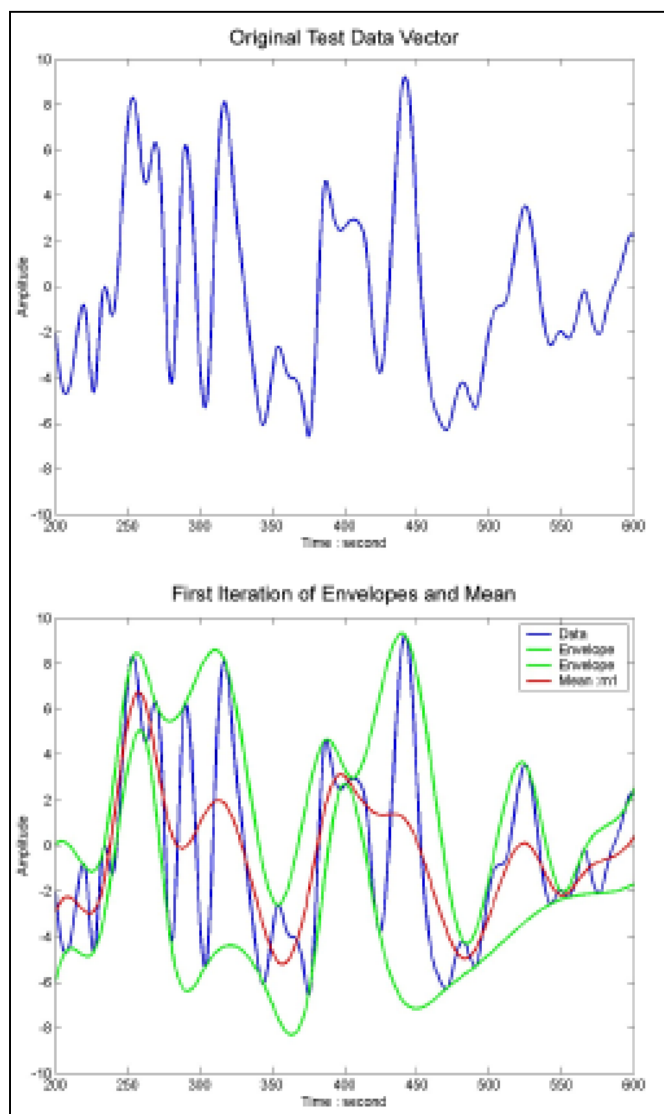 Original Test Data Vector
10
8
6
4
2
0
-2
-4
-6
-8
-10
Amplitude
200 250 300 350 400 450 500 550 600
Time : second
First Iteration of Envelopes and Mean
10
8
6
4
2
0
-2
-4
-6
-8
-10
Amplitude
Data
Envelope
Envelope
Mean :m1
200 250 300 350 400 450 500 550 600
Time : second